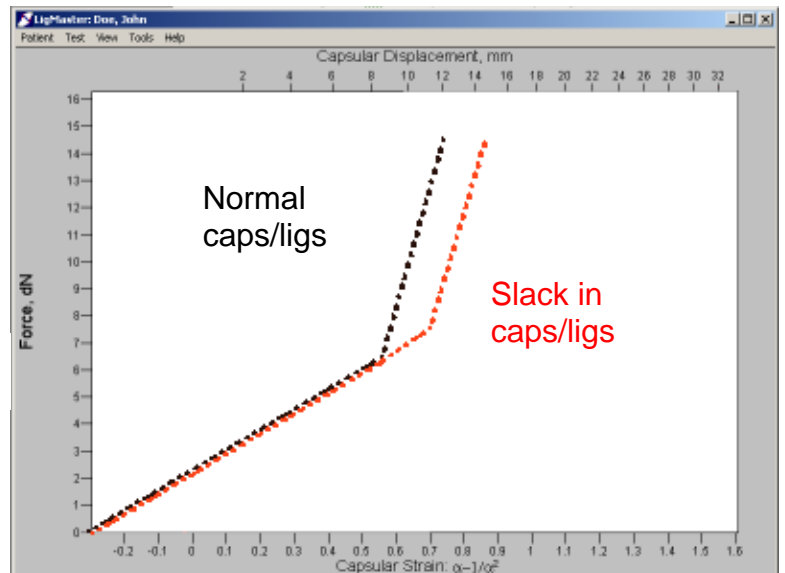 LigMaster: Doe, John
Patient Test View Tools Help
Capsular Displacement, mm
2 4 6 8 10 12 14 16 18 20 22 24 26 28 30 32
16
15
14
13
12
11
10
9
8
7
6
5
4
3
2
1
0
Force, dN
Normal
caps/ligs
Slack in
caps/ligs
-0.2 -0.1 0 0.1 0.2 0.3 0.4 0.5 0.6 0.7 0.8 0.9 1 1.1 1.2 1.3 1.4 1.5 1.6
Capsular Strain: α-1/α²